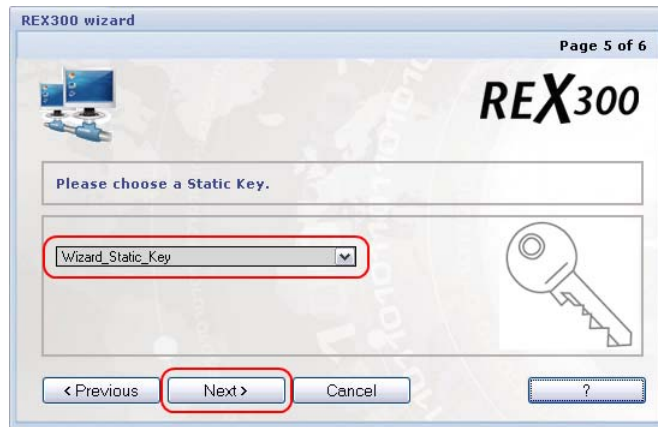 REX300 wizard
Page 5 of 6
REX300
Please choose a Static Key.
Wizard_Static_Key
< Previous
Next >
Cancel
?